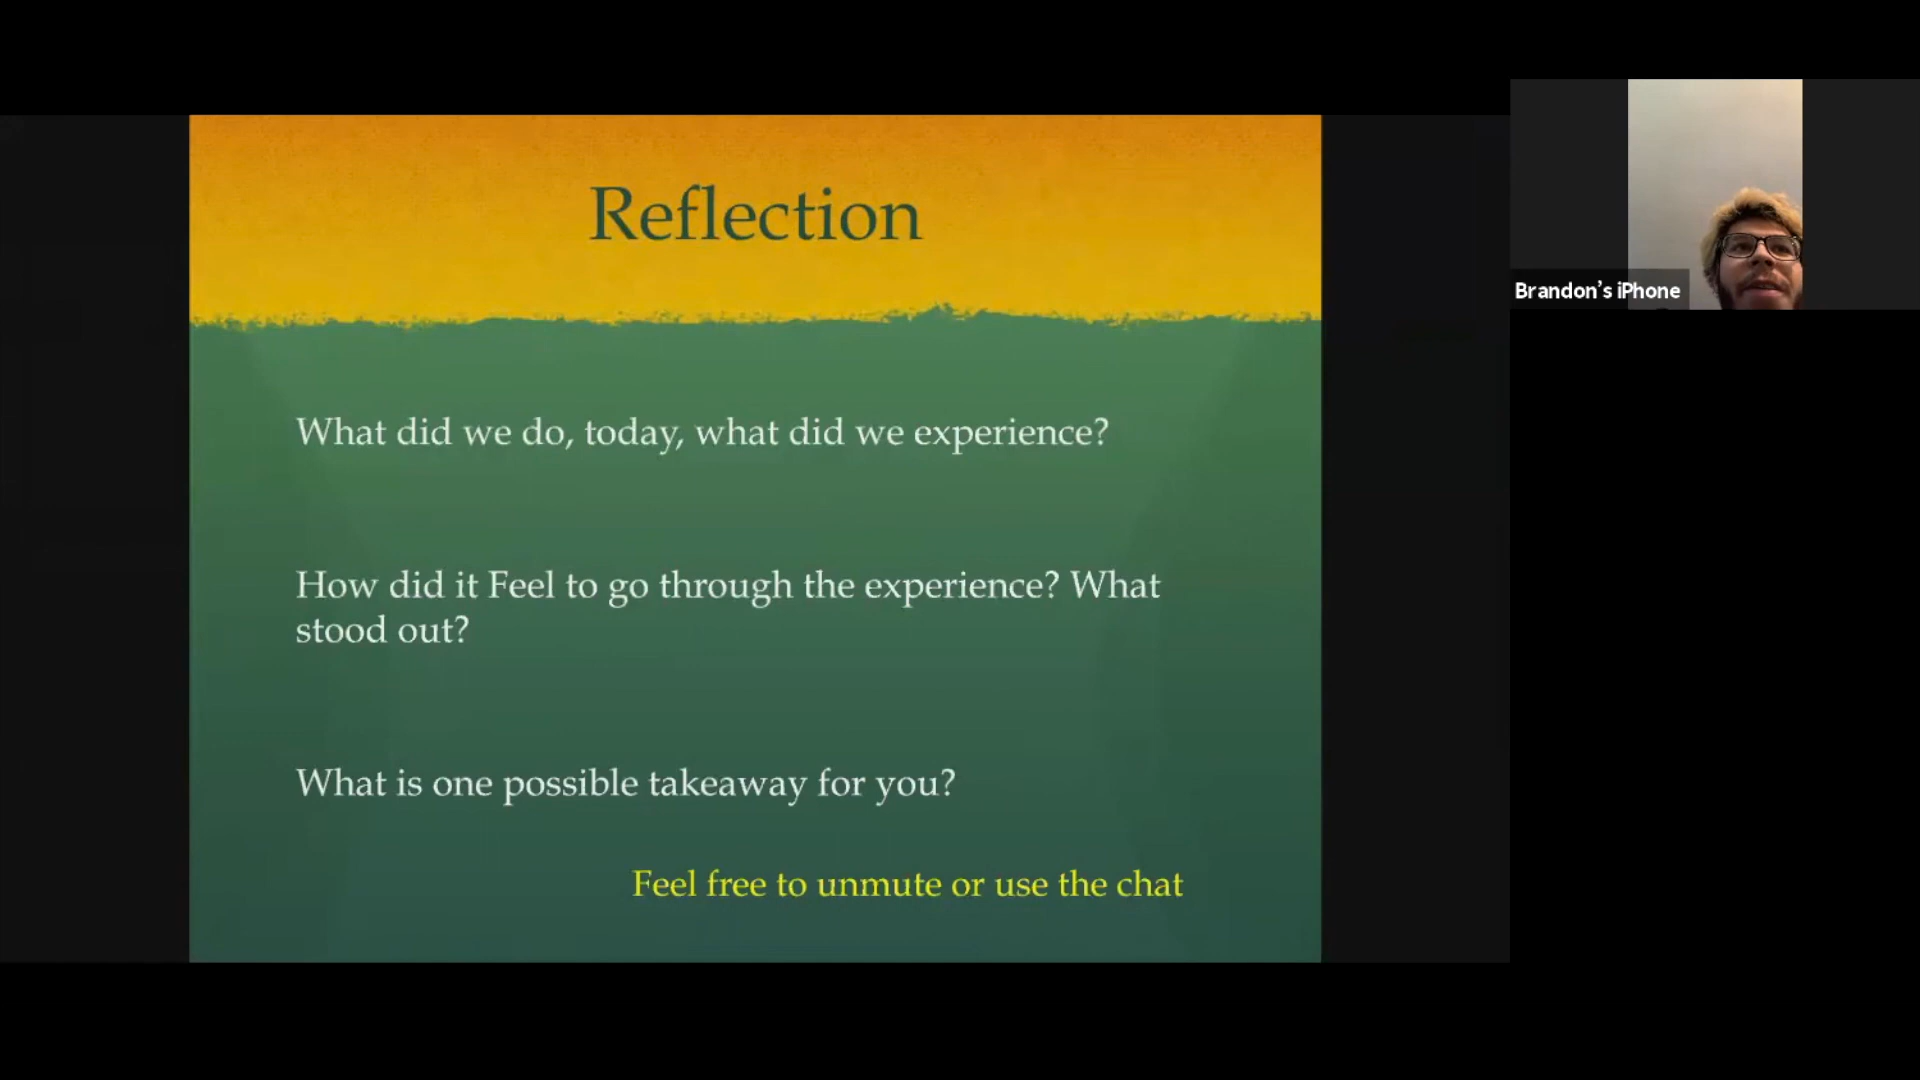 Reflection
What did we do, today, what did we experience?
How did it Feel to go through the experience? What
stood out?
What is one possible takeaway for you?
Feel free to unmute or use the chat
Brandon’s iPhone